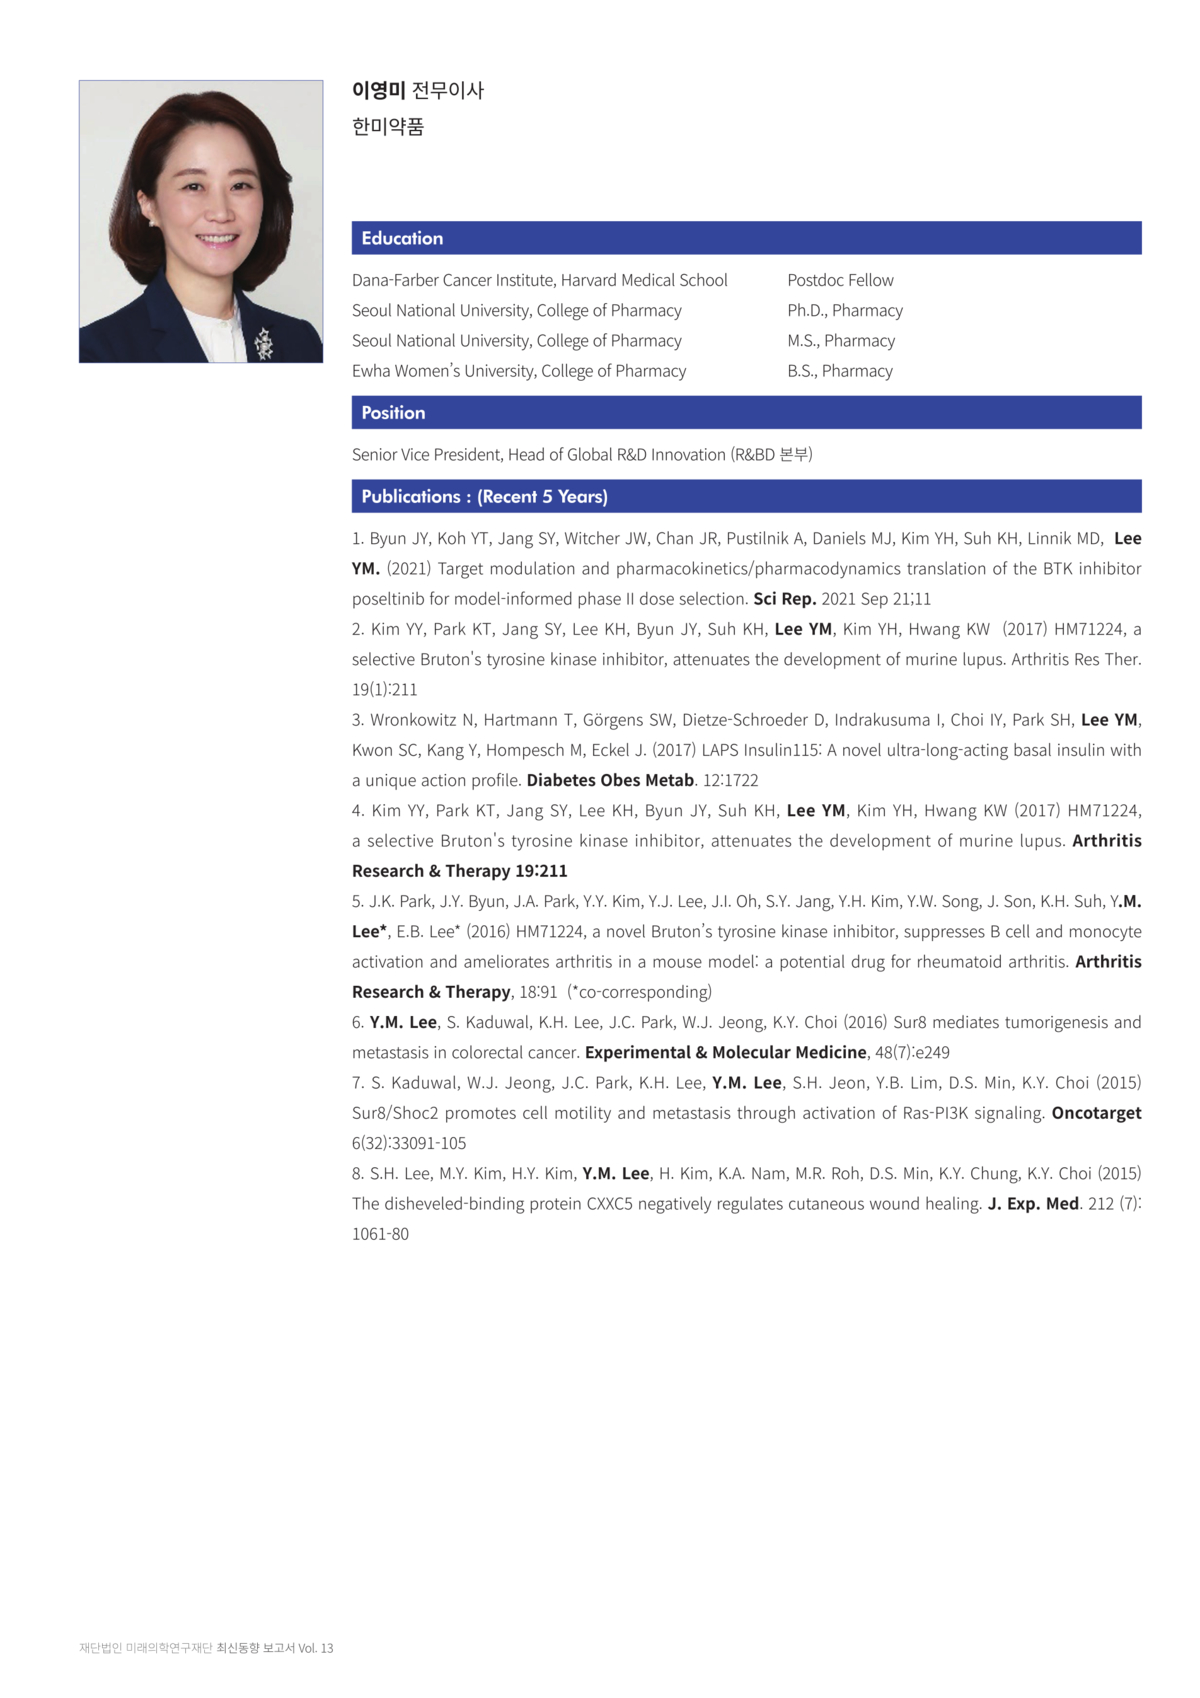 이영미 전무이사
한미약품
Education
Dana-Farber Cancer Institute, Harvard Medical School Postdoc Fellow
Seoul National University, College of Pharmacy Ph.D., Pharmacy
Seoul National University, College of Pharmacy M.S., Pharmacy
Ewha Women’s University, College of Pharmacy B.S., Pharmacy
Position
Senior Vice President, Head of Global R&D Innovation (R&BD 본부)
Publications : (Recent 5 Years)
1. Byun JY, Koh YT, Jang SY, Witcher JW, Chan JR, Pustilnik A, Daniels MJ, Kim YH, Suh KH, Linnik MD, Lee
YM. (2021) Target modulation and pharmacokinetics/pharmacodynamics translation of the BTK inhibitor
poseltinib for model-informed phase II dose selection. Sci Rep. 2021 Sep 21;11
2. Kim YY, Park KT, Jang SY, Lee KH, Byun JY, Suh KH, Lee YM, Kim YH, Hwang KW (2017) HM71224, a
selective Bruton's tyrosine kinase inhibitor, attenuates the development of murine lupus. Arthritis Res Ther.
19(1):211
3. Wronkowitz N, Hartmann T, Görgens SW, Dietze-Schroeder D, Indrakusuma I, Choi IY, Park SH, Lee YM,
Kwon SC, Kang Y, Hompesch M, Eckel J. (2017) LAPS Insulin115: A novel ultra-long-acting basal insulin with
a unique action profile. Diabetes Obes Metab. 12:1722
4. Kim YY, Park KT, Jang SY, Lee KH, Byun JY, Suh KH, Lee YM, Kim YH, Hwang KW (2017) HM71224,
a selective Bruton's tyrosine kinase inhibitor, attenuates the development of murine lupus. Arthritis
Research & Therapy 19:211
5. J.K. Park, J.Y. Byun, J.A. Park, Y.Y. Kim, Y.J. Lee, J.I. Oh, S.Y. Jang, Y.H. Kim, Y.W. Song, J. Son, K.H. Suh, Y.M.
Lee*, E.B. Lee* (2016) HM71224, a novel Bruton’s tyrosine kinase inhibitor, suppresses B cell and monocyte
activation and ameliorates arthritis in a mouse model: a potential drug for rheumatoid arthritis. Arthritis
Research & Therapy, 18:91 (*co-corresponding)
6. Y.M. Lee, S. Kaduwal, K.H. Lee, J.C. Park, W.J. Jeong, K.Y. Choi (2016) Sur8 mediates tumorigenesis and
metastasis in colorectal cancer. Experimental & Molecular Medicine, 48(7):e249
7. S. Kaduwal, W.J. Jeong, J.C. Park, K.H. Lee, Y.M. Lee, S.H. Jeon, Y.B. Lim, D.S. Min, K.Y. Choi (2015)
Sur8/Shoc2 promotes cell motility and metastasis through activation of Ras-PI3K signaling. Oncotarget
6(32):33091-105
8. S.H. Lee, M.Y. Kim, H.Y. Kim, Y.M. Lee, H. Kim, K.A. Nam, M.R. Roh, D.S. Min, K.Y. Chung, K.Y. Choi (2015)
The disheveled-binding protein CXXC5 negatively regulates cutaneous wound healing. J. Exp. Med. 212 (7):
1061-80
재단법인 미래의학연구재단 최신동향 보고서 Vol. 13